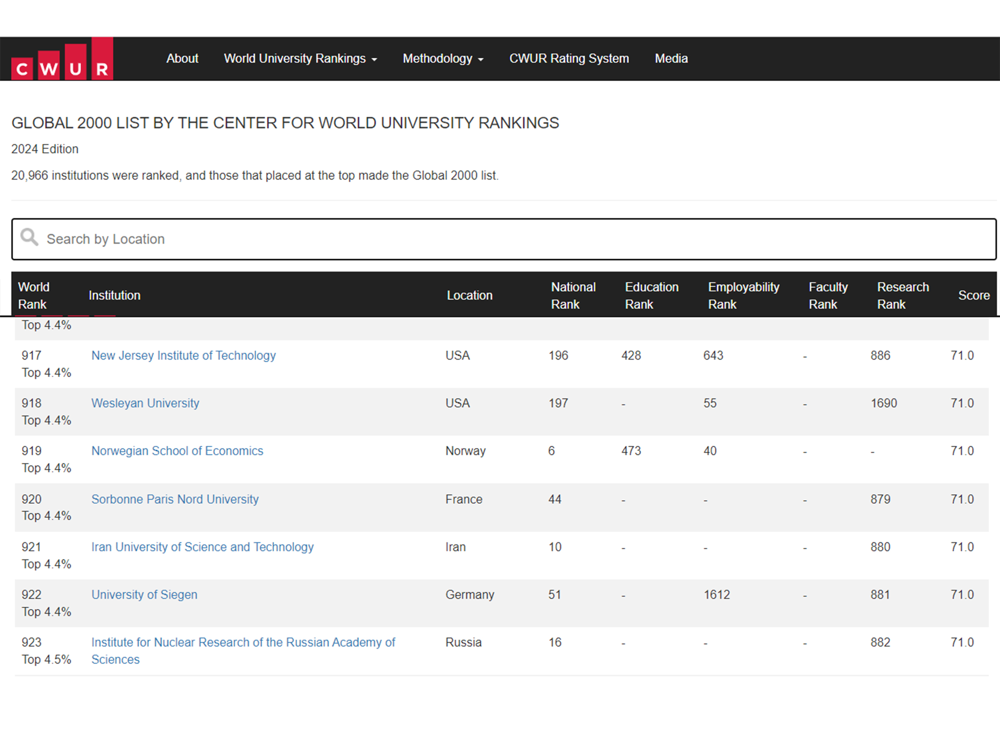 C W U R About World University Rankings Methodology CWUR Rating System Media
GLOBAL 2000 LIST BY THE CENTER FOR WORLD UNIVERSITY RANKINGS
2024 Edition
20,966 institutions were ranked, and those that placed at the top made the Global 2000 list.
Search by Location
World Rank Institution Location National Rank Education Rank Employability Rank Faculty Rank Research Rank Score
Top 4.4%
917 New Jersey Institute of Technology USA 196 428 643 - 886 71.0
Top 4.4%
918 Wesleyan University USA 197 - 55 - 1690 71.0
Top 4.4%
919 Norwegian School of Economics Norway 6 473 40 - - 71.0
Top 4.4%
920 Sorbonne Paris Nord University France 44 - - - 879 71.0
Top 4.4%
921 Iran University of Science and Technology Iran 10 - - - 880 71.0
Top 4.4%
922 University of Siegen Germany 51 - 1612 - 881 71.0
Top 4.4%
923 Institute for Nuclear Research of the Russian Academy of Russia 16 - - - 882 71.0
Top 4.5% Sciences